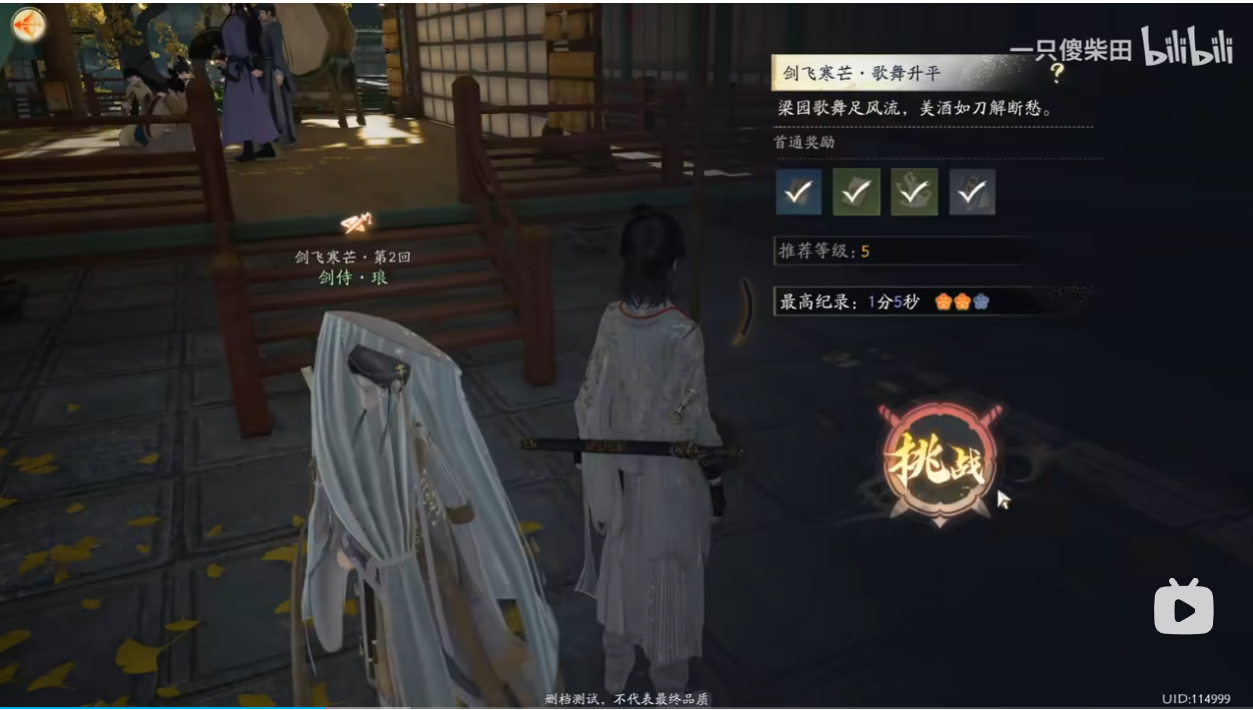 一只傻柴田 bilibili
剑飞寒芒·歌舞升平
?
梁园歌舞足风流，美酒如刀解断愁。
首通奖励
剑飞寒芒·第2回
剑侍·琅
推荐等级：5
最高纪录：1分5秒
挑战
删档测试，不代表最终品质
UID:114999